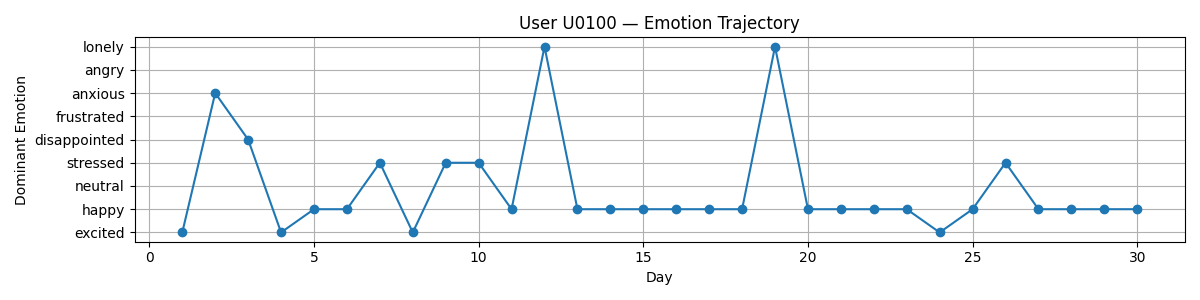 User U0100 — Emotion Trajectory
Dominant Emotion
lonely
angry
anxious
frustrated
disappointed
stressed
neutral
happy
excited
0 5 10 15 20 25 30
Day